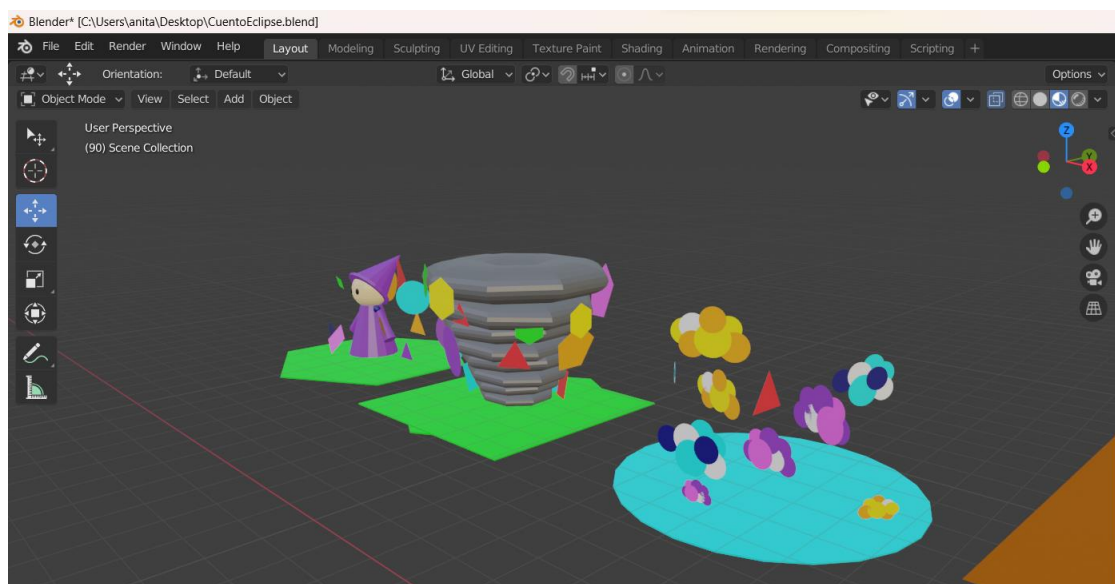 Blender* [C:\Users\anita\Desktop\CuentoEclipse.blend]
File Edit Render Window Help Layout Modeling Sculpting UV Editing Texture Paint Shading Animation Rendering Compositing Scripting +
Orientation: Default Global Options
Object Mode View Select Add Object
User Perspective
(90) Scene Collection
Z
Y
X